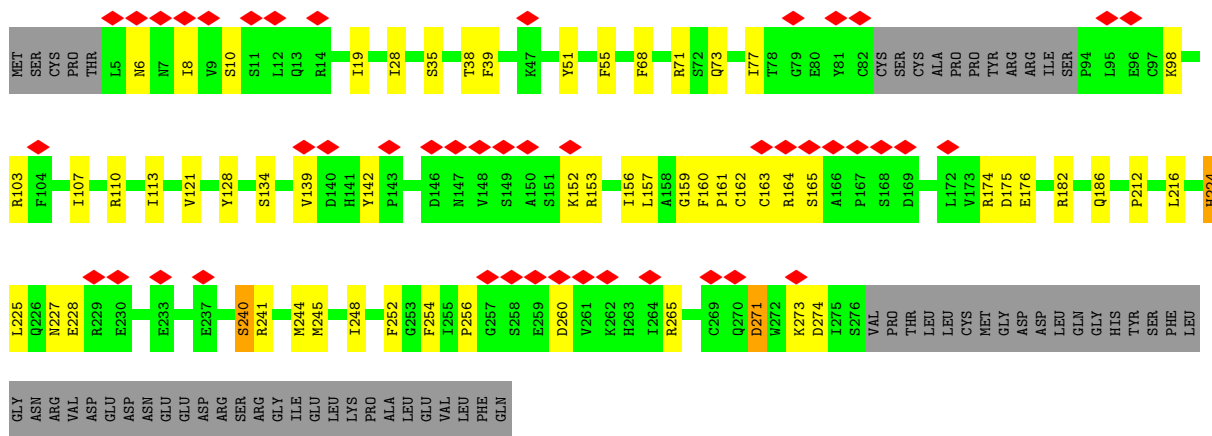 MET SER CYS PRO THR L5 N6 N7 I8 V9 S10 S11 L12 Q13 R14 I19 I28 S35 T38 F39 K47 Y51 F55 F68 R71 S72 Q73 I77 T78 G79 E80 Y81 C82 CYS SER CYS ALA PRO PRO TYR ARG ARG ILE SER P94 L95 E96 C97 K98
R103 F104 I107 R110 I113 V121 Y128 S134 V139 D140 H141 Y142 P143 D146 N147 V148 S149 A150 S151 K152 R153 I156 L157 A158 G159 F160 P161 C162 C163 R164 S165 A166 P167 S168 D169 L172 V173 R174 D175 E176 R182 Q186 P212 L216 H224
L225 Q226 N227 E228 R229 E230 E233 E237 S240 R241 M244 M245 I248 F252 G253 F254 I255 P256 G257 S258 E259 D260 V261 K262 H263 I264 R265 C269 Q270 D271 W272 K273 D274 I275 S276 VAL PRO THR LEU LEU CYS MET GLY ASP ASP LEU GLN GLY HIS TYR SER PHE LEU
GLY ASN ARG VAL ASP GLU ASP ASN GLU GLU ASP ARG SER ARG GLY ILE GLU LEU LYS PRO ALA LEU GLU VAL LEU PHE GLN